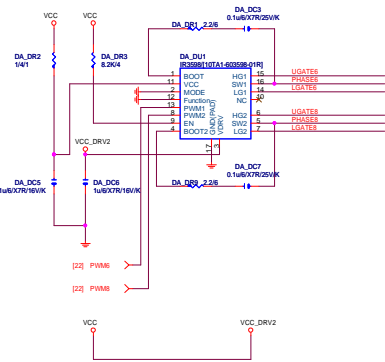 VCC
VCC
DA_DC3
0.1u/6/X7R/25V/K
DA_DR1 2.2/6
DA_DR2
1/4/1
DA_DR3
8.2K/4
DA_DU1
IR3598/[10TA1-603598-01R]
1 BOOT HG1 15 UGATE6
11 VCC SW1 16 PHASE6
2 MODE LG1 14 LGATE6
12 Function NC 10
13 PWM1
8 PWM2 HG2 6 UGATE8
9 EN SW2 5 PHASE8
4 BOOT2 LG2 7 LGATE8
GND(PAD)
VDRV
17 3
VCC_DRV2
DA_DC5
1u/6/X7R/16V/K
DA_DC6
1u/6/X7R/16V/K
DA_DR9 2.2/6
DA_DC7
0.1u/6/X7R/25V/K
[22] PWM6
[22] PWM8
VCC
VCC_DRV2